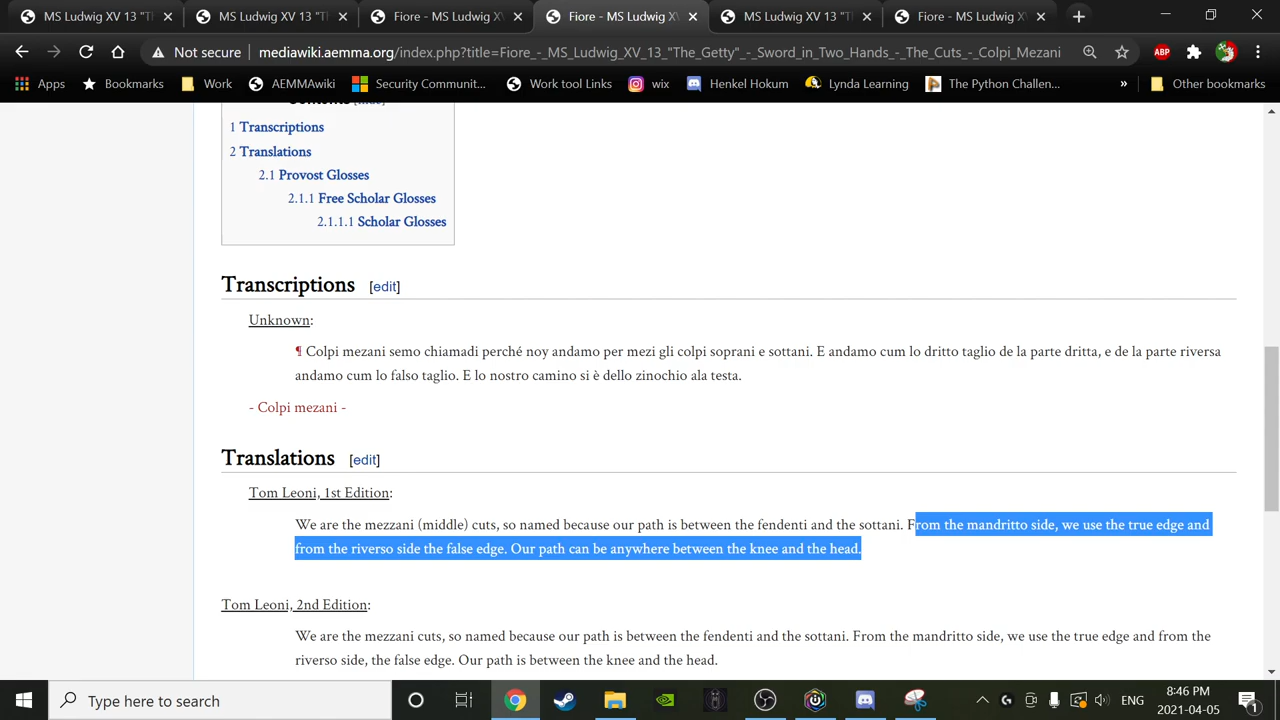 MS Ludwig XV 13 "T
MS Ludwig XV 13 "Th
Fiore - MS Ludwig XV
Fiore - MS Ludwig XV
MS Ludwig XV 13 "Th
Fiore - MS Ludwig XV
Not secure | mediawiki.aemma.org/index.php?title=Fiore_-_MS_Ludwig_XV_13_"The_Getty"_-_Sword_in_Two_Hands_-_The_Cuts_-_Colpi_Mezani
ABP
Apps Bookmarks Work AEMMAwiki Security Communit... Work tool Links wix Henkel Hokum Lynda Learning The Python Challen... » Other bookmarks
1 Transcriptions
2 Translations
2.1 Provost Glosses
2.1.1 Free Scholar Glosses
2.1.1.1 Scholar Glosses
Transcriptions [edit]
Unknown:
¶ Colpi mezani semo chiamadi perché noy andamo per mezi gli colpi soprani e sottani. E andamo cum lo dritto taglio de la parte dritta, e de la parte riversa
andamo cum lo falso taglio. E lo nostro camino si è dello zinochio ala testa.
- Colpi mezani -
Translations [edit]
Tom Leoni, 1st Edition:
We are the mezzani (middle) cuts, so named because our path is between the fendenti and the sottani. From the mandritto side, we use the true edge and
from the riverso side the false edge. Our path can be anywhere between the knee and the head.
Tom Leoni, 2nd Edition:
We are the mezzani cuts, so named because our path is between the fendenti and the sottani. From the mandritto side, we use the true edge and from the
riverso side, the false edge. Our path is between the knee and the head.
Type here to search
ENG
8:46 PM
2021-04-05
1